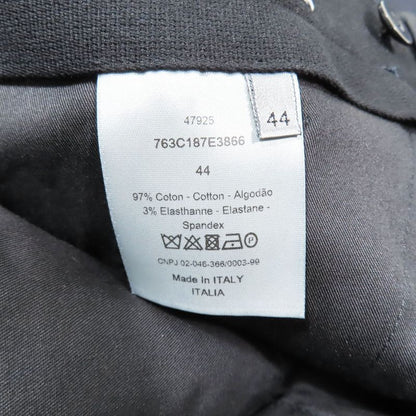 44
47925
763C187E3866
44
97% Coton - Cotton - Algodão
3% Elasthanne - Elastane -
Spandex
CNPJ 02-046-366/0003-99
Made In ITALY
ITALIA